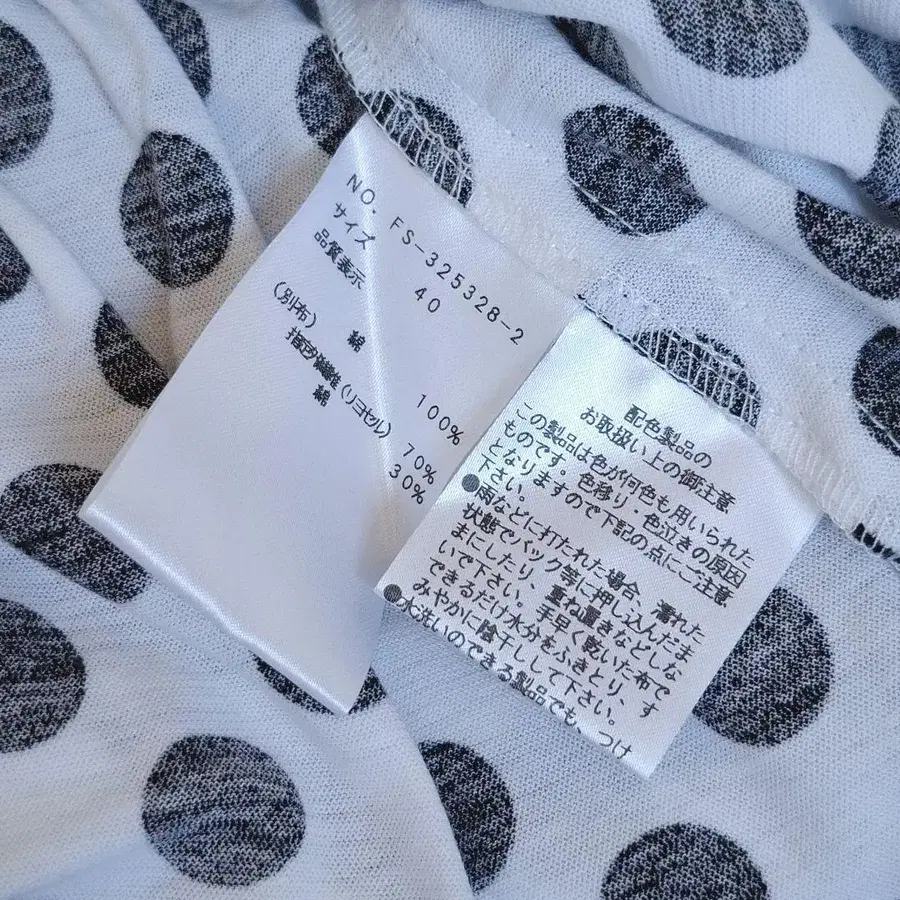 NO. FS-325328-2
サイズ 40
品質表示
綿 100%
(別布)
指定外繊維(リヨセル) 70%
綿 30%
配色製品の
お取扱い上の御注意
この製品は色が何色も用いられた
ものです。色移り・色泣きの原因
となりますので下記の点にご注意
下さい。
●雨などに打たれた場合、濡れた
状態でバック等に押し込んだま
まにしたり、重ね置きなどしな
いで下さい。手早く乾いた布で
できるだけ水分をふきとり、す
みやかに陰干しして下さい。
●水洗いのできる製品でも、つけ